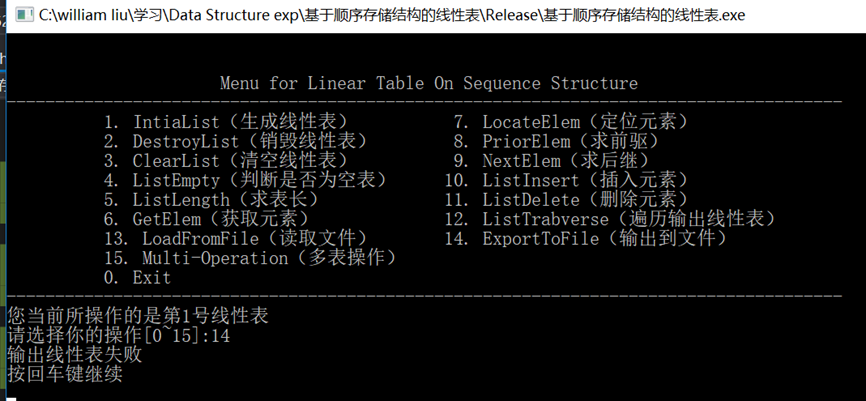 C:\william liu\学习\Data Structure exp\基于顺序存储结构的线性表\Release\基于顺序存储结构的线性表.exe
Menu for Linear Table On Sequence Structure
1. IntiaList（生成线性表） 7. LocateElem（定位元素）
2. DestroyList（销毁线性表） 8. PriorElem（求前驱）
3. ClearList（清空线性表） 9. NextElem（求后继）
4. ListEmpty（判断是否为空表） 10. ListInsert（插入元素）
5. ListLength（求表长） 11. ListDelete（删除元素）
6. GetElem（获取元素） 12. ListTrabverse（遍历输出线性表）
13. LoadFromFile（读取文件） 14. ExportToFile（输出到文件）
15. Multi-Operation（多表操作）
0. Exit
您当前所操作的是第1号线性表
请选择你的操作[0~15]:14
输出线性表失败
按回车键继续